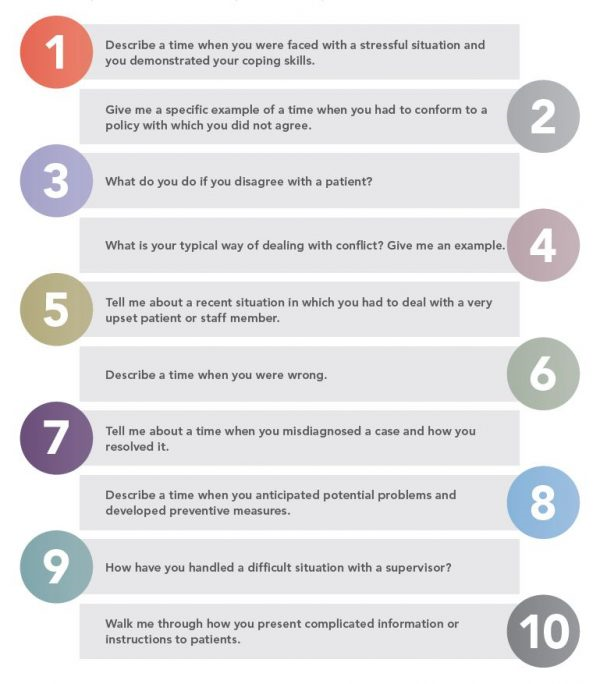 1
Describe a time when you were faced with a stressful situation and
you demonstrated your coping skills.
Give me a specific example of a time when you had to conform to a
policy with which you did not agree.
2
3
What do you do if you disagree with a patient?
What is your typical way of dealing with conflict? Give me an example.
4
5
Tell me about a recent situation in which you had to deal with a very
upset patient or staff member.
Describe a time when you were wrong.
6
7
Tell me about a time when you misdiagnosed a case and how you
resolved it.
Describe a time when you anticipated potential problems and
developed preventive measures.
8
9
How have you handled a difficult situation with a supervisor?
Walk me through how you present complicated information or
instructions to patients.
10